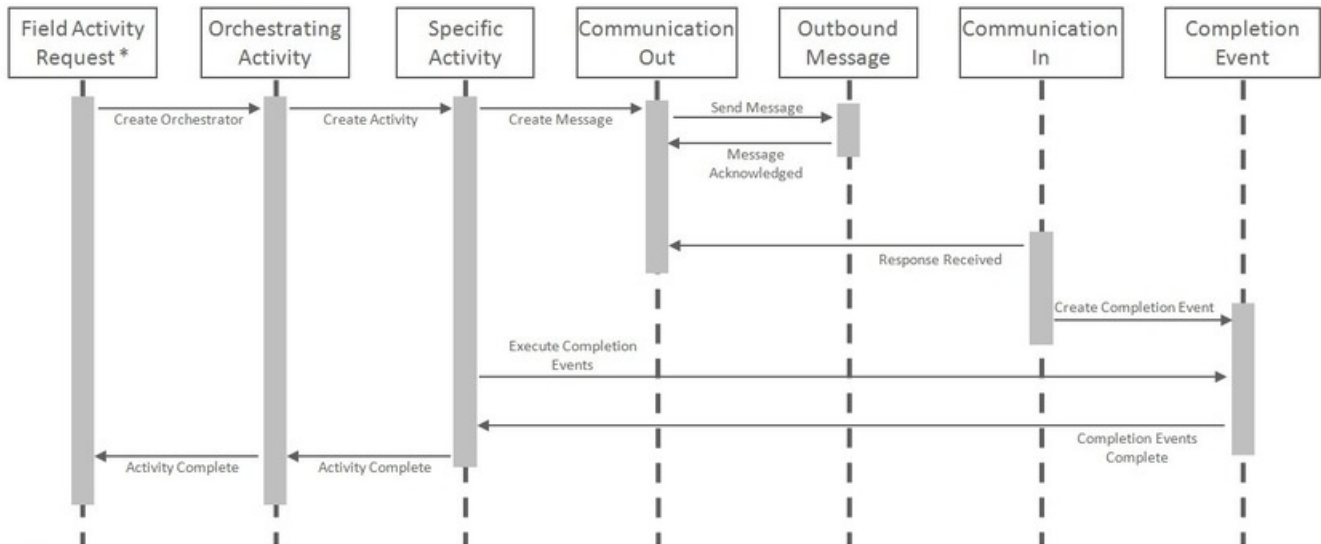 Field Activity
Request *
Orchestrating
Activity
Specific
Activity
Communication
Out
Outbound
Message
Communication
In
Completion
Event
Create Orchestrator
Create Activity
Create Message
Send Message
Message
Acknowledged
Response Received
Create Completion Event
Execute Completion
Events
Completion Events
Complete
Activity Complete
Activity Complete